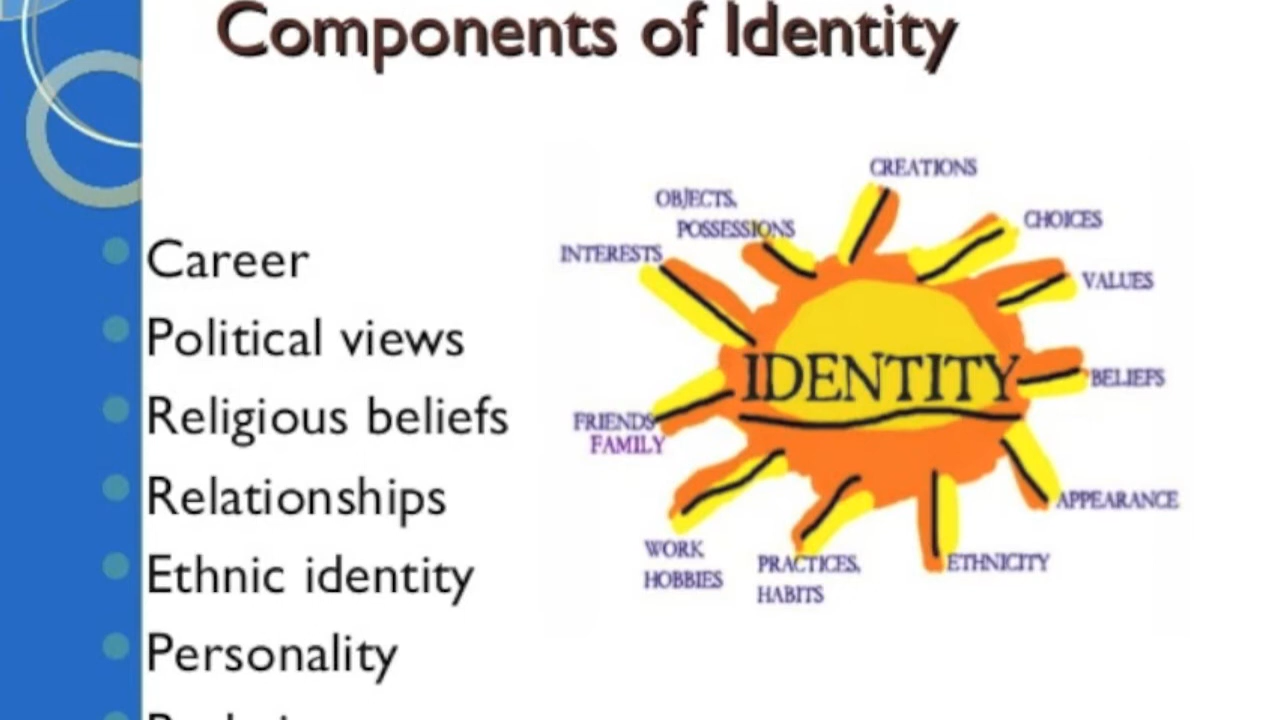 Components of Identity
Career
Political views
Religious beliefs
Relationships
Ethnic identity
Personality
CREATIONS
OBJECTS,
POSSESSIONS
CHOICES
INTERESTS
VALUES
IDENTITY
BELIEFS
FRIENDS
FAMILY
APPEARANCE
WORK
HOBBIES
PRACTICES,
HABITS
ETHNICITY